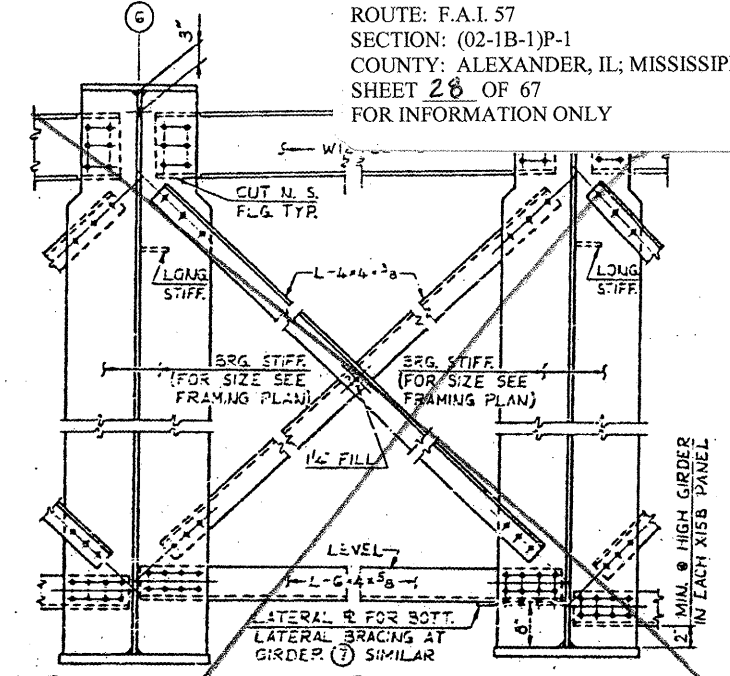 ROUTE: F.A.I. 57
SECTION: (02-1B-1)P-1
COUNTY: ALEXANDER, IL; MISSISSIP
SHEET 28 OF 67
FOR INFORMATION ONLY
6
3"
CUT N. S.
FLG. TYP.
LONG.
STIFF.
L-4×4×3/8
LONG.
STIFF.
BRG. STIFF.
(FOR SIZE SEE
FRAMING PLAN)
BRG. STIFF.
(FOR SIZE SEE
FRAMING PLAN)
1/4" FILL
LEVEL
L-6×4×5/8
LATERAL PL FOR BOTT.
LATERAL BRACING AT
GIRDER 7 SIMILAR
8"
2" MIN. @ HIGH GIRDER
IN EACH X15B PANEL